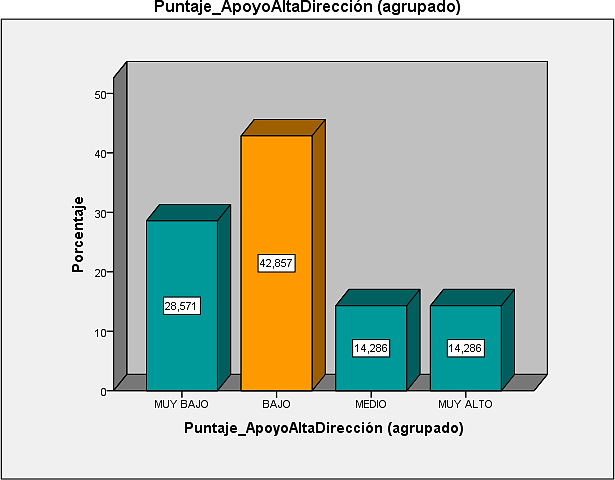 Puntaje_ApoyoAltaDirección (agrupado)
50
40
30
20
10
0
Porcentaje
28,571
42,857
14,286
14,286
MUY BAJO
BAJO
MEDIO
MUY ALTO
Puntaje_ApoyoAltaDirección (agrupado)